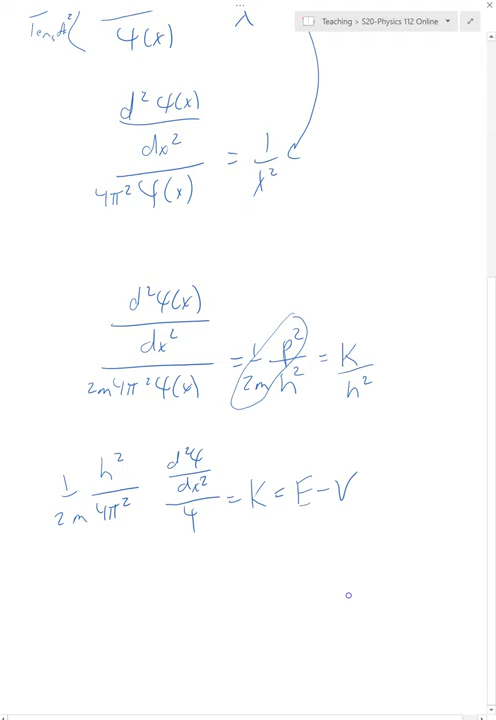 Teaching > S20-Physics 112 Online
ψ(x) λ
d²ψ(x)
dx²
4π²ψ(x)
= 1/λ²
d²ψ(x)
dx²
2m4π²ψ(x)
= 1/2m p²/h² = K/h²
1/2m h²/4π² d²ψ/dx² /ψ = K = E - V